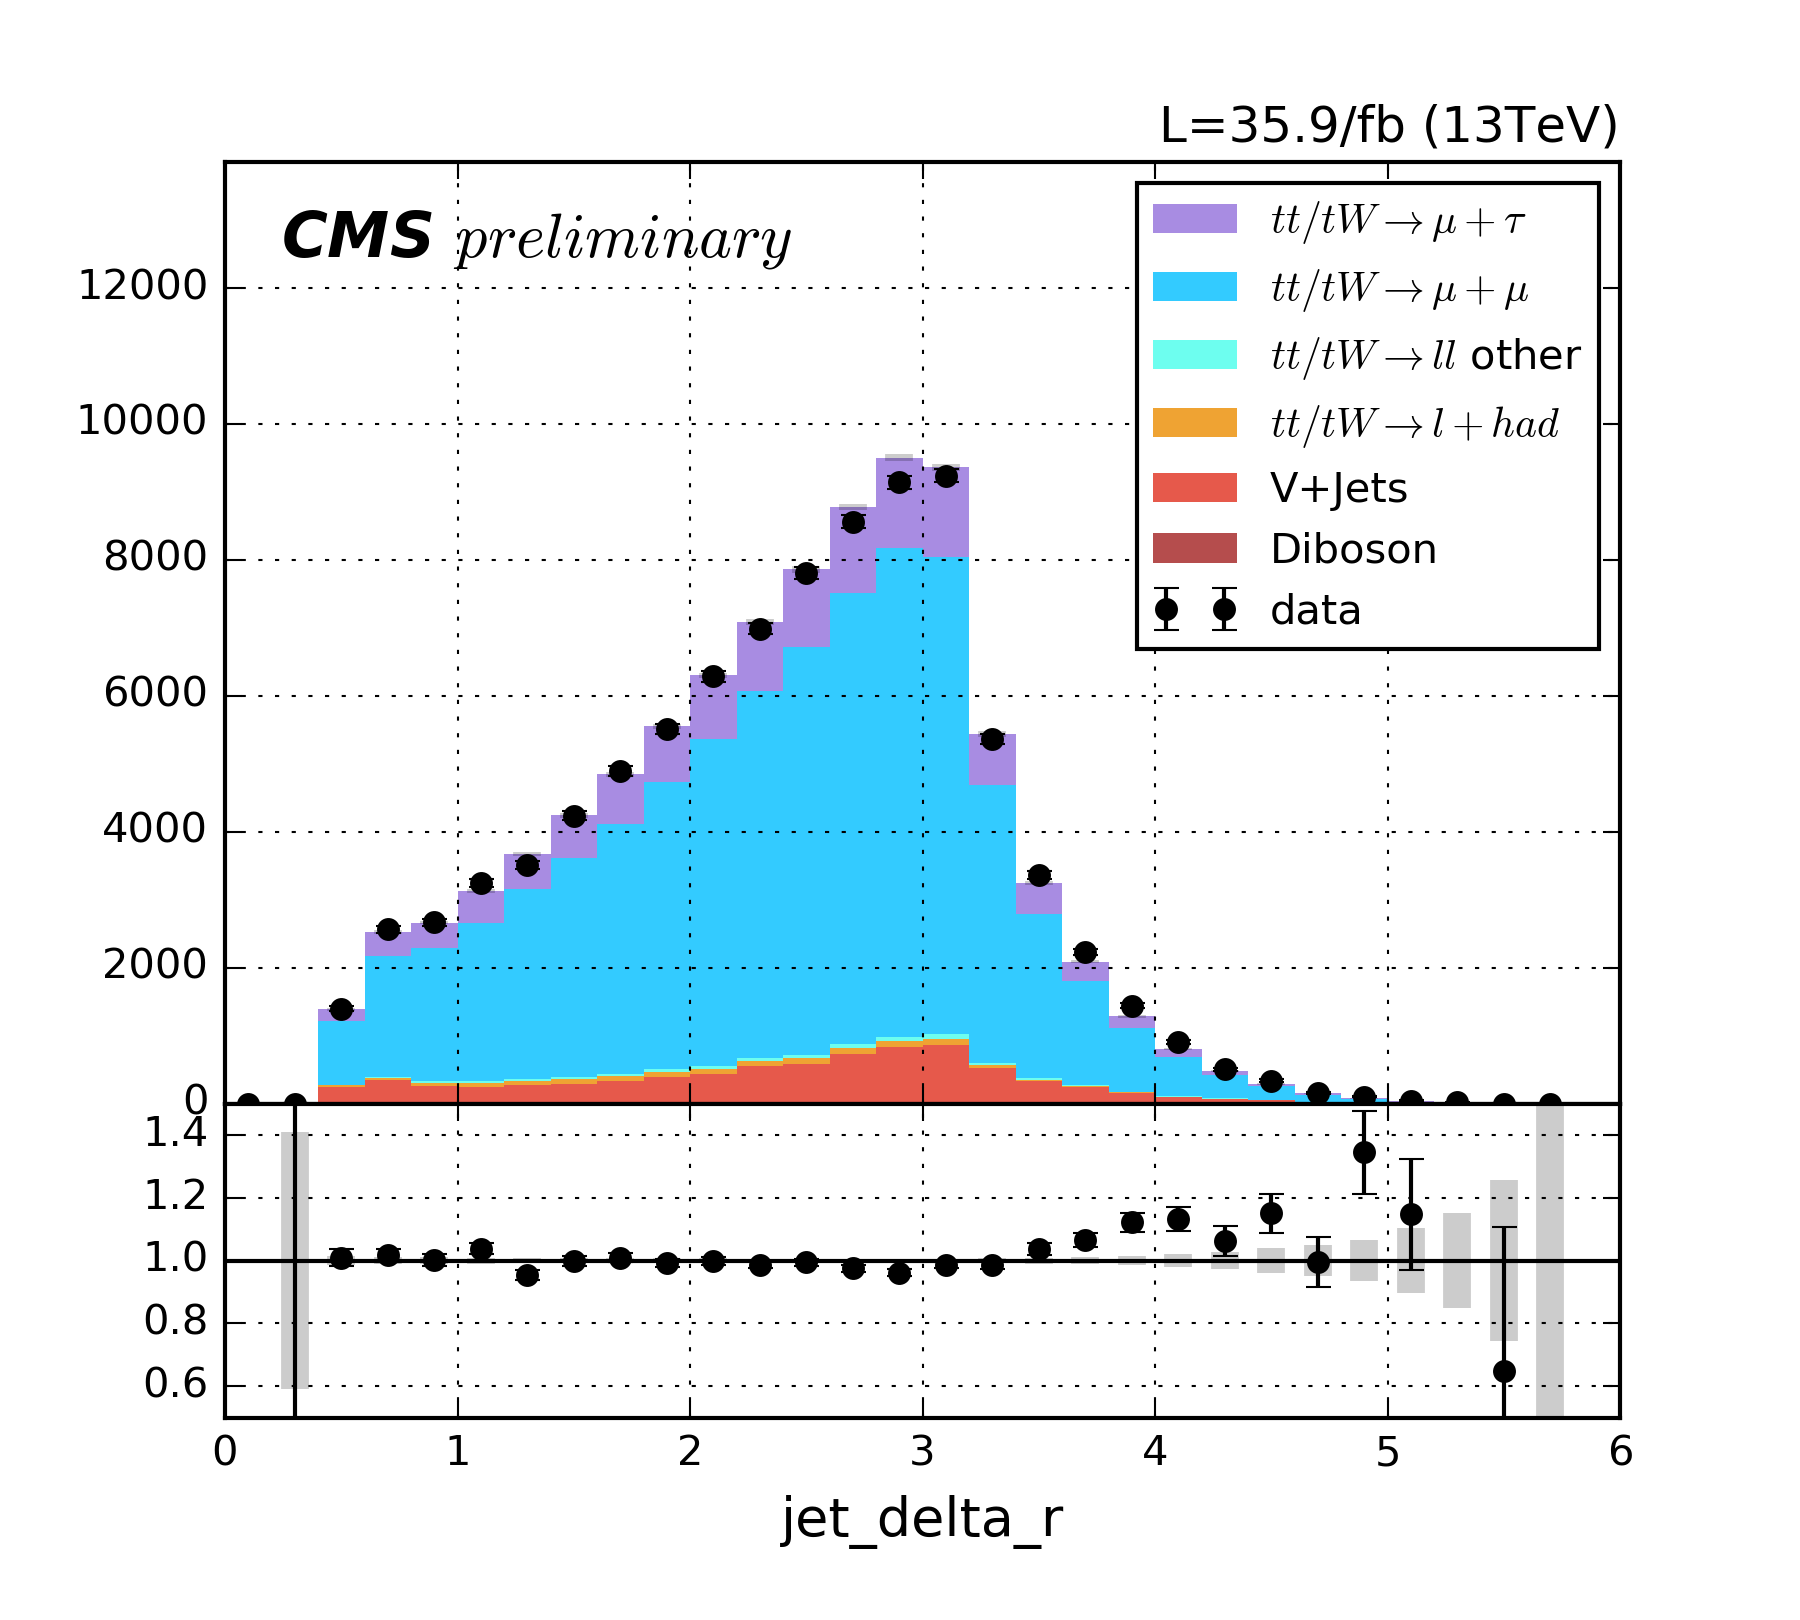 L=35.9/fb (13TeV)
CMS preliminary
tt/tW→μ+τ
tt/tW→μ+μ
tt/tW→ll other
tt/tW→l+had
V+Jets
Diboson
data
12000
10000
8000
6000
4000
2000
0
1.4
1.2
1.0
0.8
0.6
0 1 2 3 4 5 6
jet_delta_r